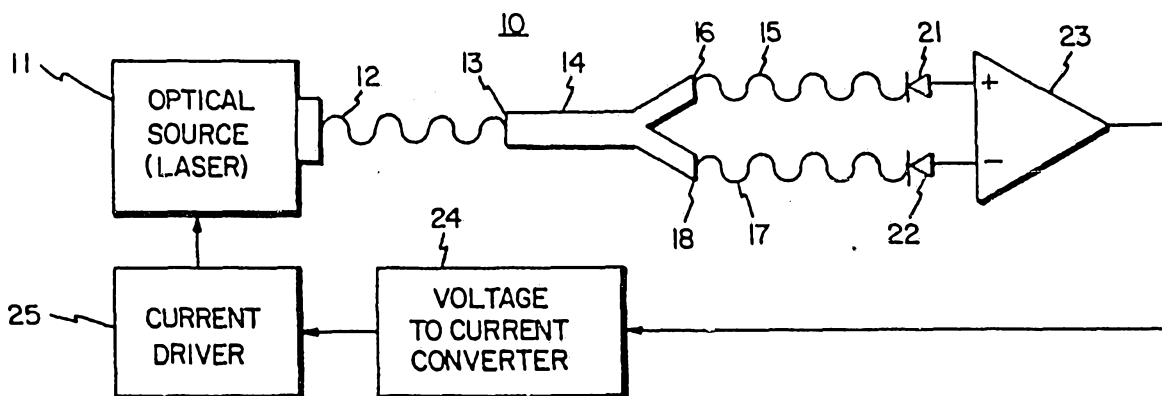 10
11
12
13
14
16
15
21
23
OPTICAL
SOURCE
(LASER)
+
−
18
17
22
24
25
CURRENT
DRIVER
VOLTAGE
TO CURRENT
CONVERTER